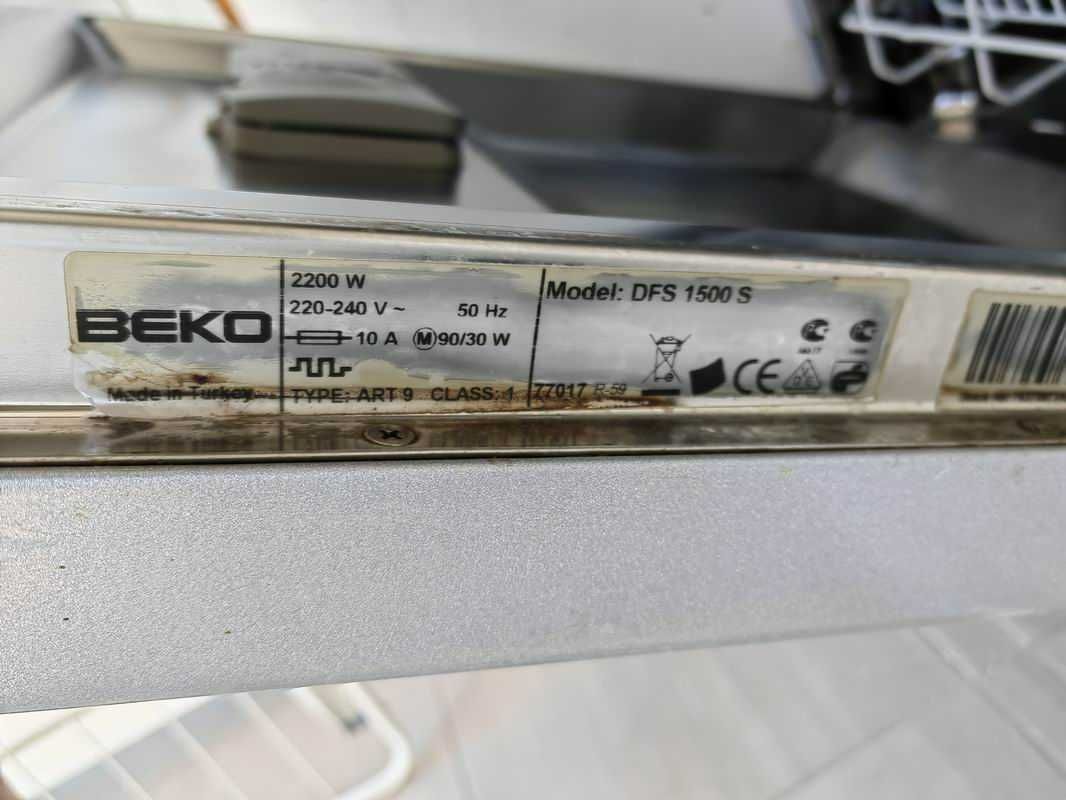 BEKO
Made in Turkey
2200 W
220-240 V ~ 50 Hz
10 A M 90/30 W
TYPE: ART 9 CLASS: 1
Model: DFS 1500 S
77017 R-59
CE